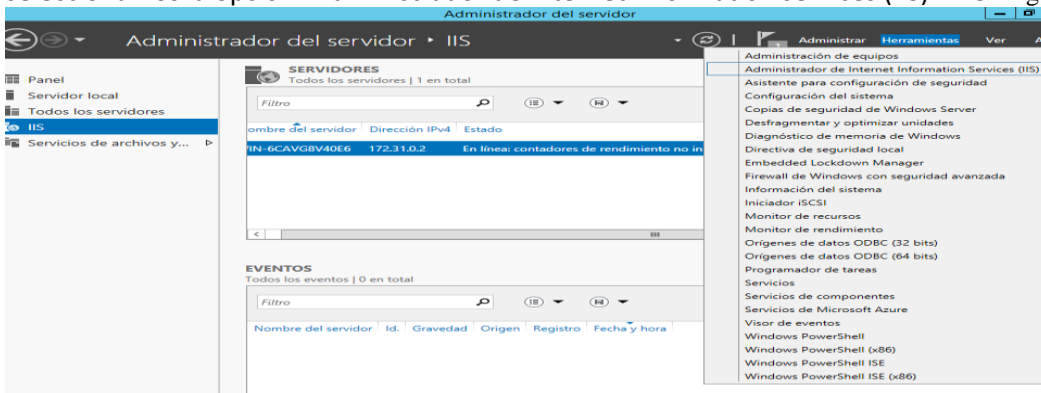 Administrador del servidor
Administrador del servidor ▸ IIS
Administrar Herramientas Ver
Panel
Servidor local
Todos los servidores
IIS
Servicios de archivos y...
SERVIDORES
Todos los servidores | 1 en total
Filtro
ombre del servidor Dirección IPv4 Estado
IN-6CAVG8V40E6 172.31.0.2 En línea: contadores de rendimiento no in
EVENTOS
Todos los eventos | 0 en total
Filtro
Nombre del servidor Id. Gravedad Origen Registro Fecha y hora
Administración de equipos
Administrador de Internet Information Services (IIS)
Asistente para configuración de seguridad
Configuración del sistema
Copias de seguridad de Windows Server
Desfragmentar y optimizar unidades
Diagnóstico de memoria de Windows
Directiva de seguridad local
Embedded Lockdown Manager
Firewall de Windows con seguridad avanzada
Información del sistema
Iniciador iSCSI
Monitor de recursos
Monitor de rendimiento
Orígenes de datos ODBC (32 bits)
Orígenes de datos ODBC (64 bits)
Programador de tareas
Servicios
Servicios de componentes
Servicios de Microsoft Azure
Visor de eventos
Windows PowerShell
Windows PowerShell (x86)
Windows PowerShell ISE
Windows PowerShell ISE (x86)